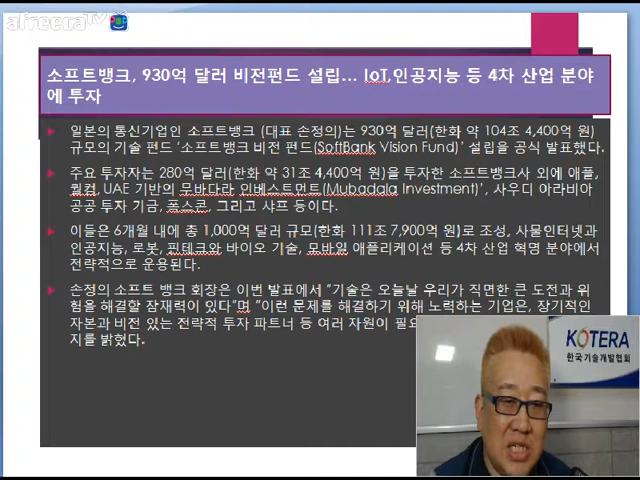 afreecaTV
소프트뱅크, 930억 달러 비전펀드 설립... IoT,인공지능 등 4차 산업 분야
에 투자
일본의 통신기업인 소프트뱅크 (대표 손정의)는 930억 달러(한화 약 104조 4,400억 원)
규모의 기술 펀드 '소프트뱅크 비전 펀드(SoftBank Vision Fund)' 설립을 공식 발표했다.
주요 투자자는 280억 달러(한화 약 31조 4,400억 원)을 투자한 소프트뱅크사 외에 애플,
퀄컴, UAE 기반의 무바다라 인베스트먼트(Mubadala Investment)', 사우디 아라비아
공공 투자 기금, 폭스콘, 그리고 샤프 등이다.
이들은 6개월 내에 총 1,000억 달러 규모(한화 111조 7,900억 원)로 조성, 사물인터넷과
인공지능, 로봇, 핀테크와 바이오 기술, 모바일 애플리케이션 등 4차 산업 혁명 분야에서
전략적으로 운용된다.
손정의 소프트 뱅크 회장은 이번 발표에서 "기술은 오늘날 우리가 직면한 큰 도전과 위
험을 해결할 잠재력이 있다"며 "이런 문제를 해결하기 위해 노력하는 기업은, 장기적인
자본과 비전 있는 전략적 투자 파트너 등 여러 자원이 필요
지를 밝혔다.
KOTERA
한국기술개발협회